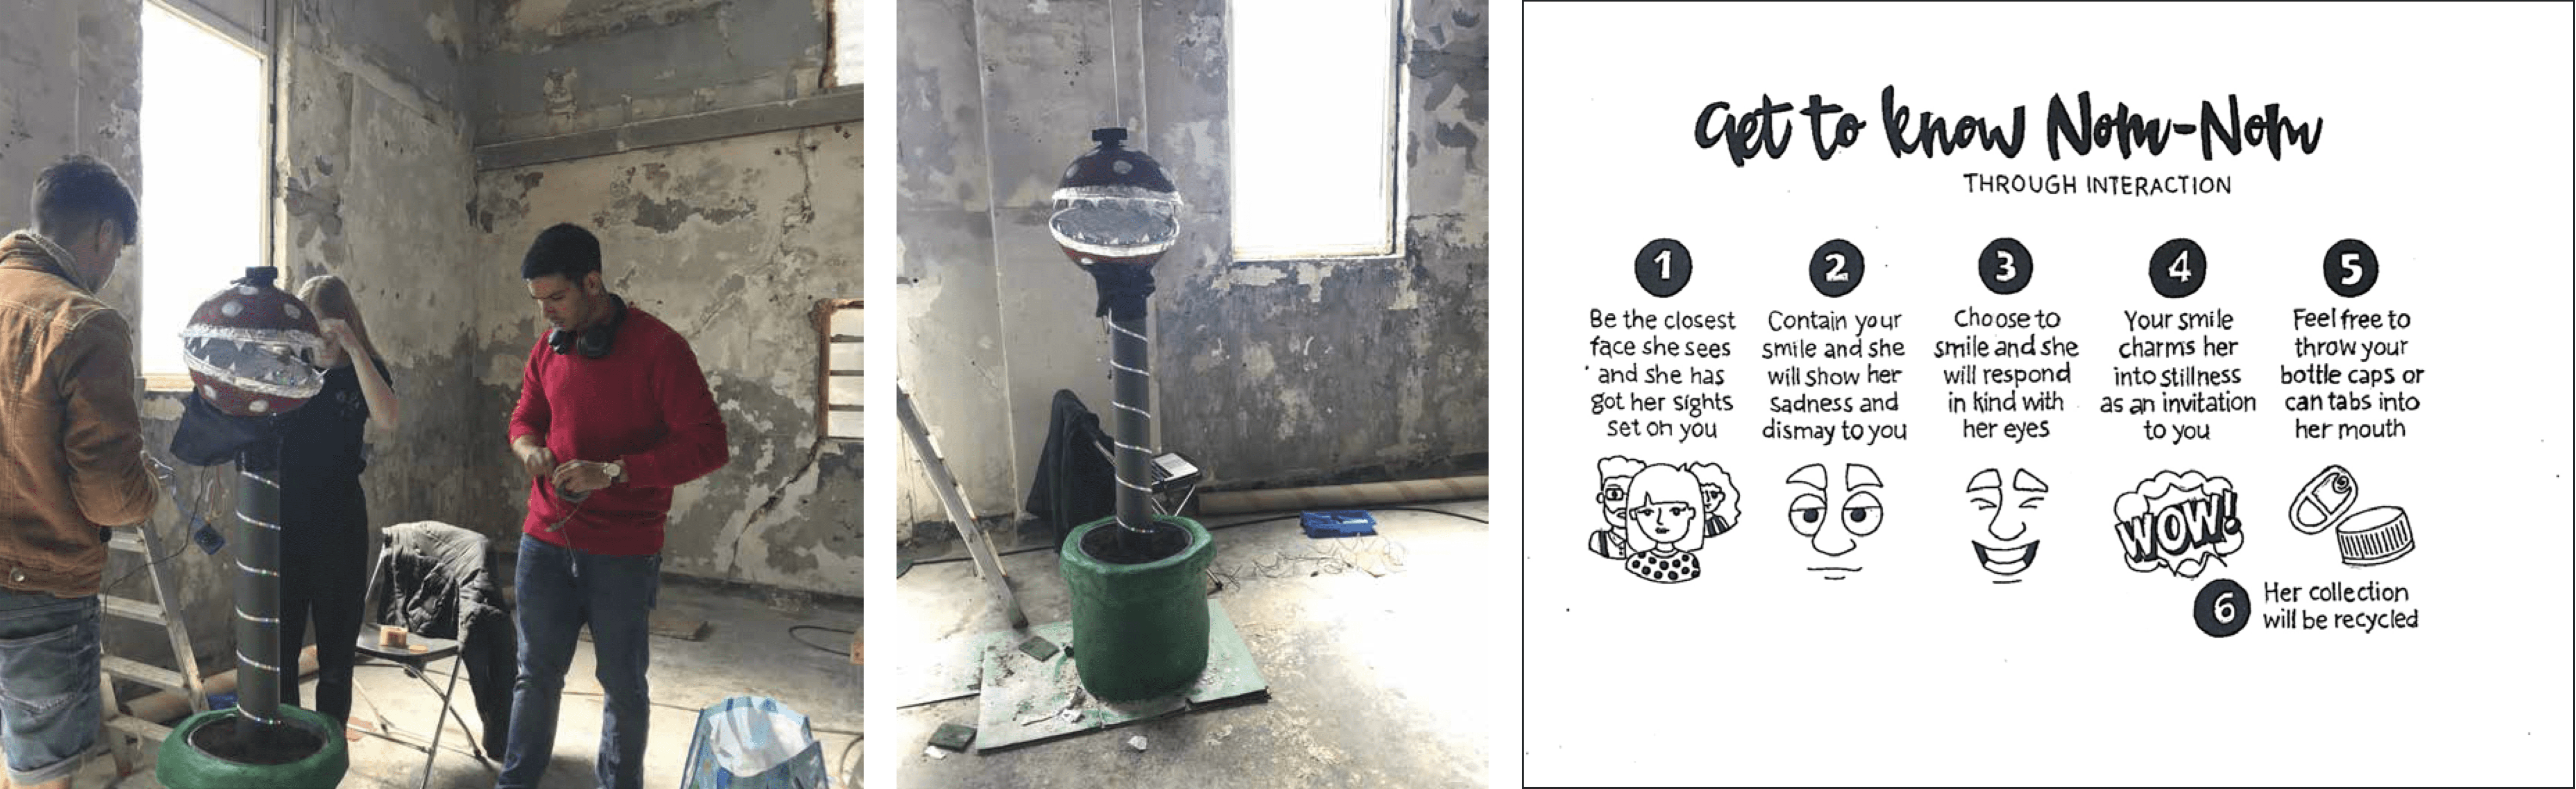 Get to know Nom-Nom
THROUGH INTERACTION
1
Be the closest
face she sees
and she has
got her sights
set on you
2
Contain your
smile and she
will show her
sadness and
dismay to you
3
Choose to
smile and she
will respond
in kind with
her eyes
4
Your smile
charms her
into stillness
as an invitation
to you
WOW!
5
Feel free to
throw your
bottle caps or
can tabs into
her mouth
6
Her collection
will be recycled